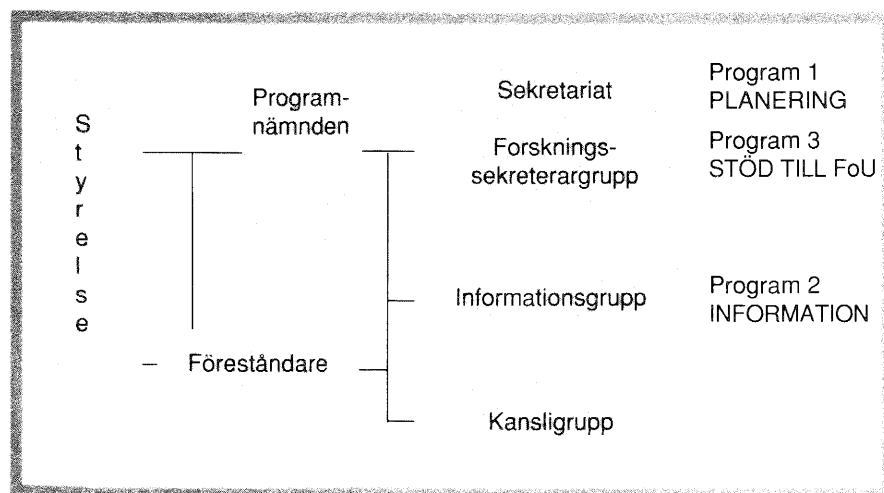 Styrelse
Program-
nämnden
Föreståndare
Sekretariat
Forsknings-
sekreterargrupp
Informationsgrupp
Kansligrupp
Program 1
PLANERING
Program 3
STÖD TILL FoU
Program 2
INFORMATION